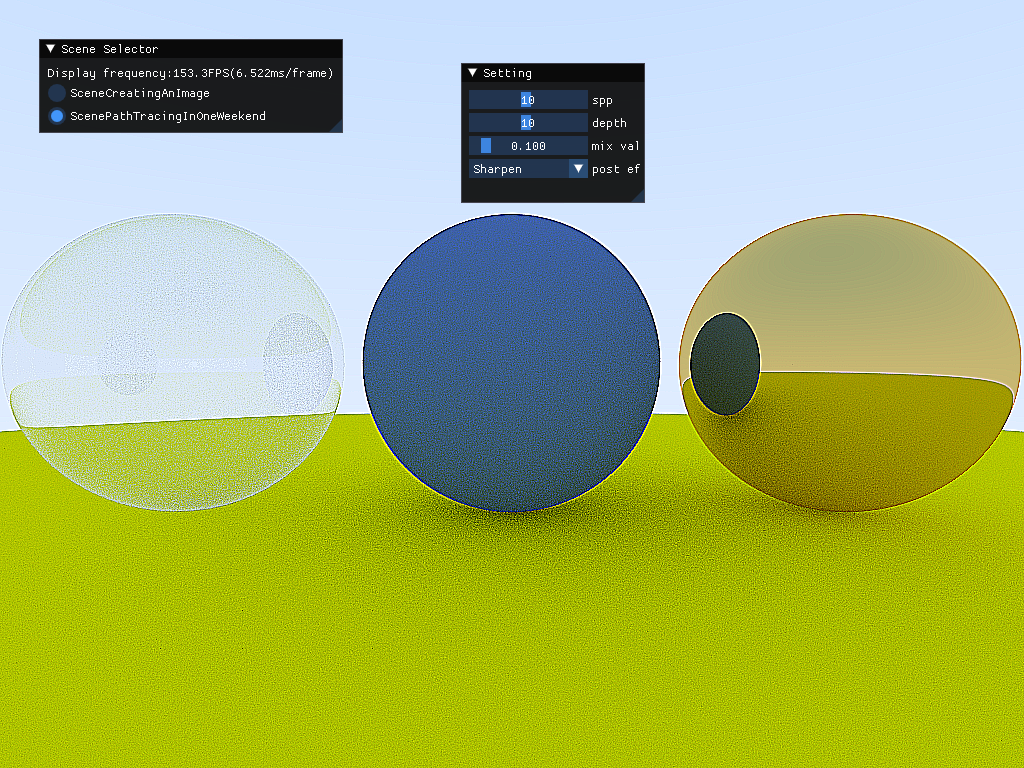 Scene Selector
Display frequency:153.3FPS(6.522ms/frame)
SceneCreatingAnImage
ScenePathTracingInOneWeekend
Setting
10 spp
10 depth
0.100 mix val
Sharpen post ef